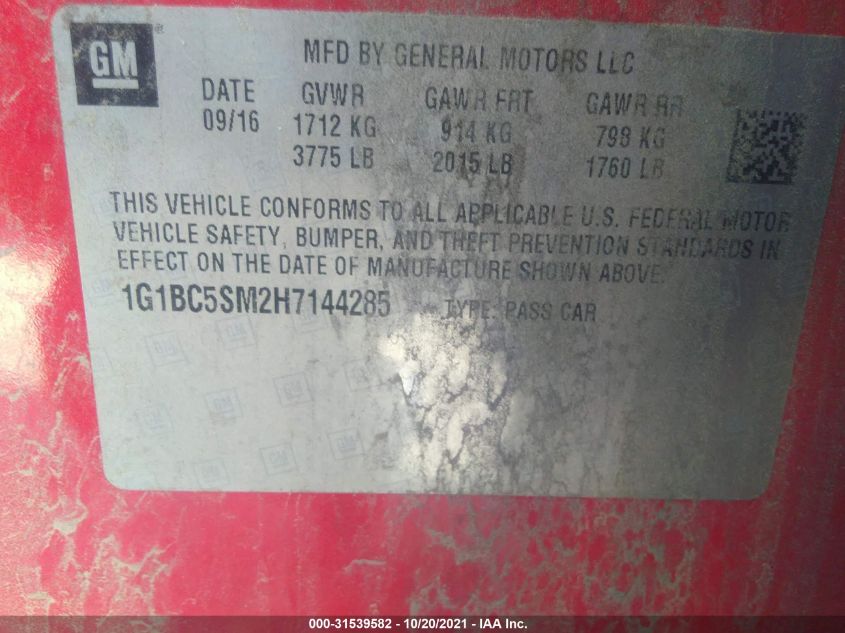 GM
MFD BY GENERAL MOTORS LLC
DATE GVWR GAWR FRT GAWR RR
09/16 1712 KG 914 KG 798 KG
3775 LB 2015 LB 1760 LB
THIS VEHICLE CONFORMS TO ALL APPLICABLE U.S. FEDERAL MOTOR
VEHICLE SAFETY, BUMPER, AND THEFT PREVENTION STANDARDS IN
EFFECT ON THE DATE OF MANUFACTURE SHOWN ABOVE.
1G1BC5SM2H7144285 TYPE: PASS CAR
000-31539582 - 10/20/2021 - IAA Inc.